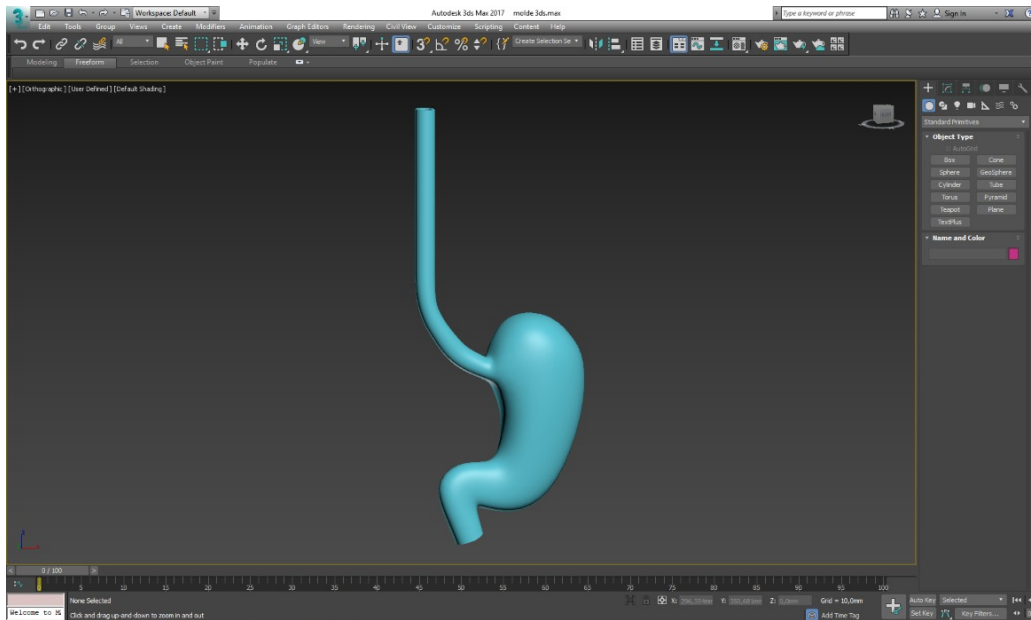 Workspace: Default
Autodesk 3ds Max 2017 molde 3ds.max
Type a keyword or phrase
Sign In
Edit Tools Group Views Create Modifiers Animation Graph Editors Rendering Civil View Customize Scripting Content Help
All
View
Create Selection Se
Modeling Freeform Selection Object Paint Populate
[+] [Orthographic] [User Defined] [Default Shading]
Standard Primitives
Object Type
AutoGrid
Box Cone
Sphere GeoSphere
Cylinder Tube
Torus Pyramid
Teapot Plane
TextPlus
Name and Color
0 / 100
5 10 15 20 25 30 35 40 45 50 55 60 65 70 75 80 85 90 95 100
None Selected
X: Y: Z: Grid = 10,0mm
Auto Key Selected
Welcome to M
Click and drag up-and-down to zoom in and out
Add Time Tag
Set Key Key Filters...